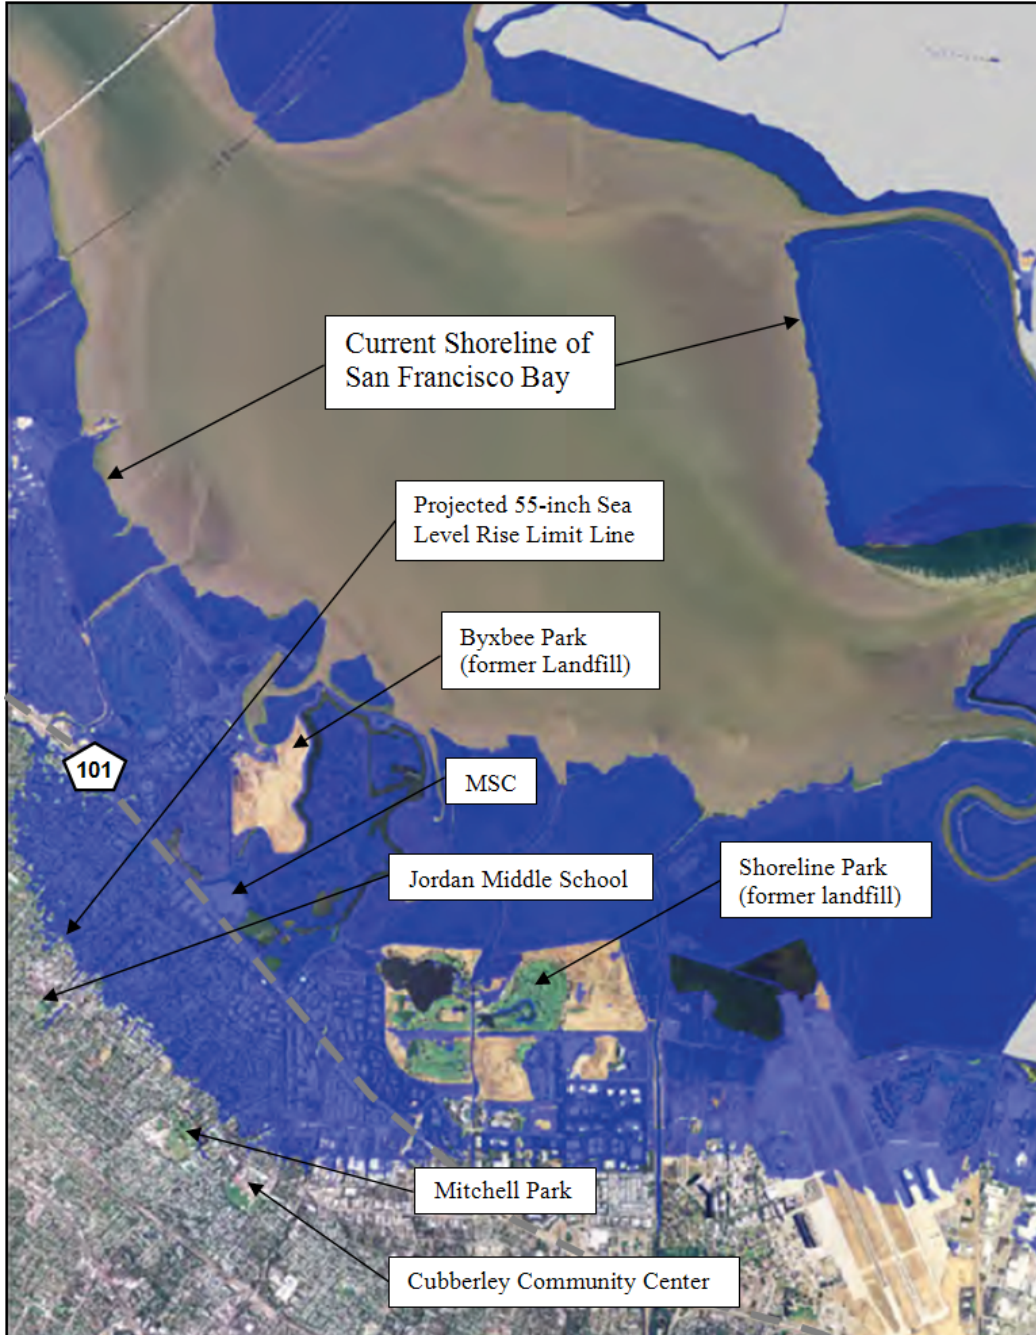 Current Shoreline of
San Francisco Bay
Projected 55-inch Sea
Level Rise Limit Line
Byxbee Park
(former Landfill)
101
MSC
Jordan Middle School
Shoreline Park
(former landfill)
Mitchell Park
Cubberley Community Center